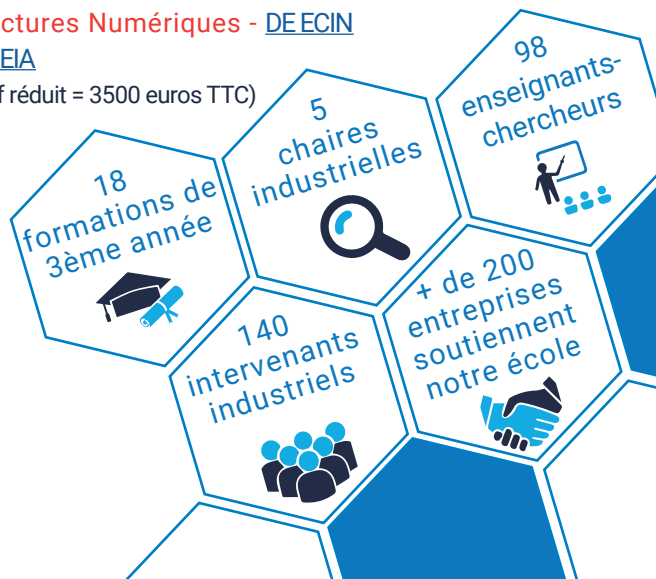 ctures Numériques - DE ECIN
EIA
f réduit = 3500 euros TTC)
98
enseignants-
chercheurs
5
chaires
industrielles
18
formations de
3ème année
+ de 200
entreprises
soutiennent
notre école
140
intervenants
industriels